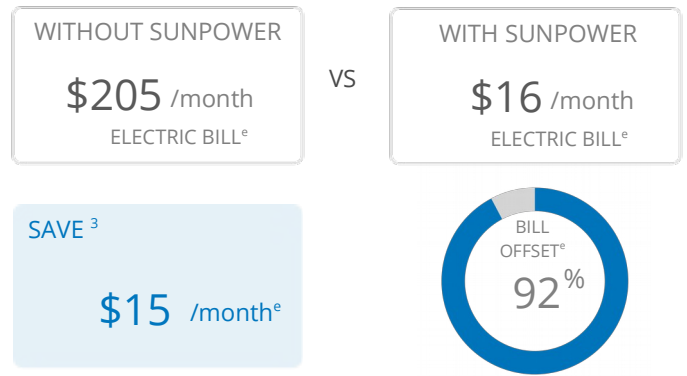 WITHOUT SUNPOWER
$205 /month
ELECTRIC BILLᵉ
VS
WITH SUNPOWER
$16 /month
ELECTRIC BILLᵉ
SAVE ³
$15 /monthᵉ
BILL
OFFSETᵉ
92%